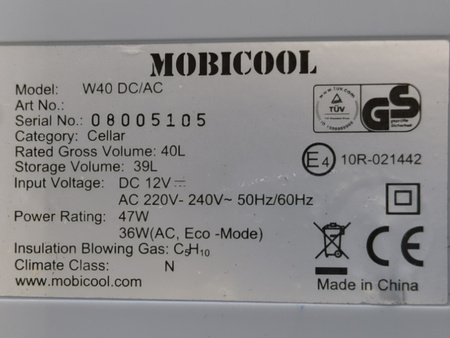 MOBICOOL
Model: W40 DC/AC
Art No.:
Serial No.: 08005105
Category: Cellar
Rated Gross Volume: 40L
Storage Volume: 39L
Input Voltage: DC 12V⎓
AC 220V- 240V~ 50Hz/60Hz
Power Rating: 47W
36W(AC, Eco -Mode)
Insulation Blowing Gas: C₅H₁₀
Climate Class: N
www.mobicool.com
TÜV
GS
geprüfte
Sicherheit
E4 10R-021442
CE
Made in China